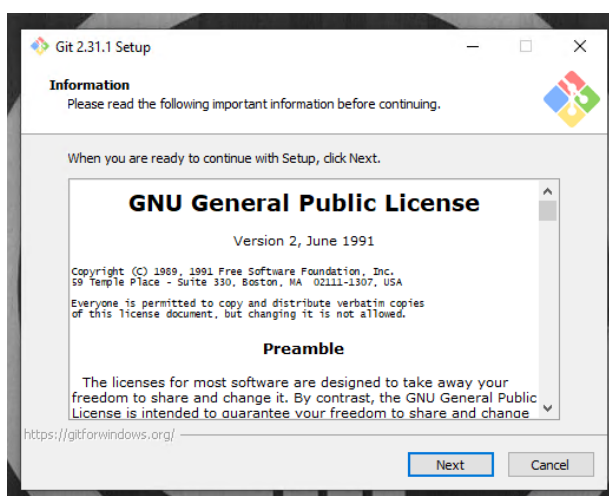 Git 2.31.1 Setup
Information
Please read the following important information before continuing.
When you are ready to continue with Setup, click Next.
GNU General Public License
Version 2, June 1991
Copyright (C) 1989, 1991 Free Software Foundation, Inc.
59 Temple Place - Suite 330, Boston, MA  02111-1307, USA
Everyone is permitted to copy and distribute verbatim copies
of this license document, but changing it is not allowed.
Preamble
The licenses for most software are designed to take away your
freedom to share and change it. By contrast, the GNU General Public
License is intended to guarantee your freedom to share and change
https://gitforwindows.org/
Next
Cancel